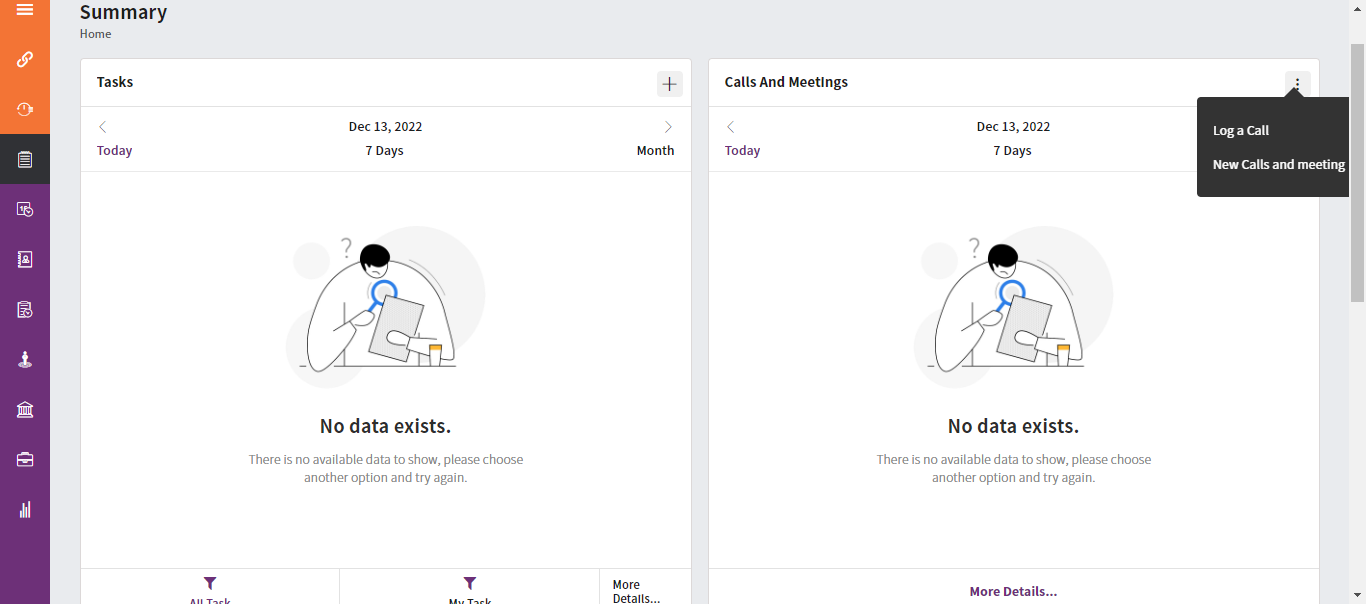 Summary
Home
Tasks
Dec 13, 2022
Today
7 Days
Month
No data exists.
There is no available data to show, please choose
another option and try again.
All Task
My Task
More
Details...
Calls And Meetings
Log a Call
New Calls and meeting
Dec 13, 2022
Today
7 Days
No data exists.
There is no available data to show, please choose
another option and try again.
More Details...